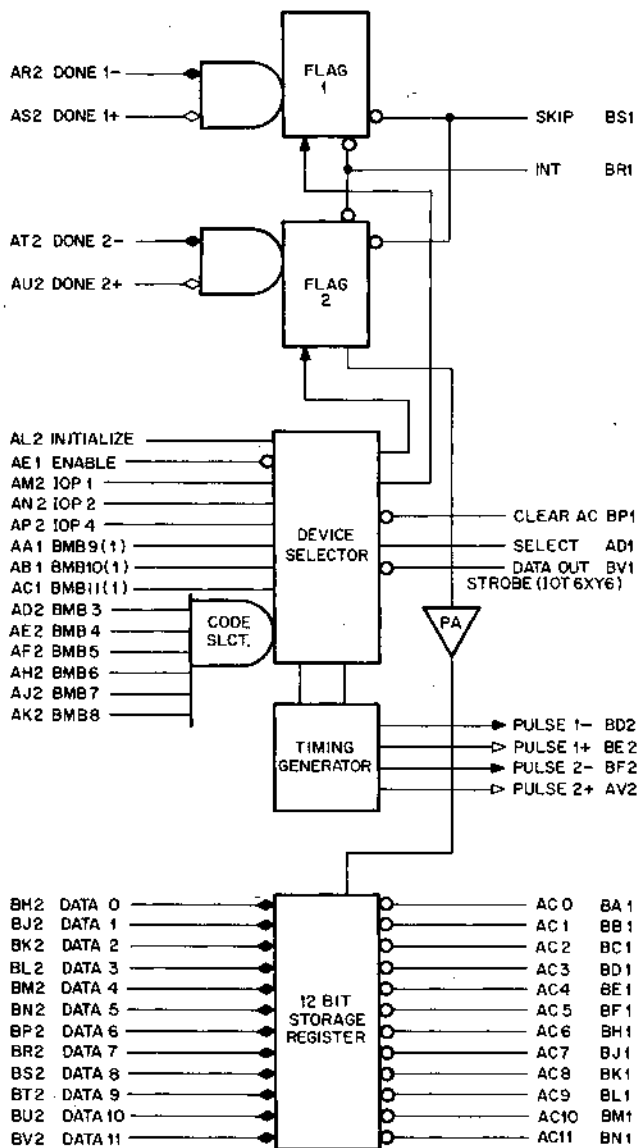 AR2 DONE 1-
AS2 DONE 1+
FLAG
1
SKIP BS1
INT BR1
AT2 DONE 2-
AU2 DONE 2+
FLAG
2
AL2 INITIALIZE
AE1 ENABLE
AM2 IOP 1
AN2 IOP 2
AP2 IOP 4
AA1 BMB9(1)
AB1 BMB10(1)
AC1 BMB11(1)
AD2 BMB3
AE2 BMB4
AF2 BMB5
AH2 BMB6
AJ2 BMB7
AK2 BMB8
CODE
SLCT.
DEVICE
SELECTOR
CLEAR AC BP1
SELECT AD1
DATA OUT BV1
STROBE (IOT 6XY6)
PA
TIMING
GENERATOR
PULSE 1- BD2
PULSE 1+ BE2
PULSE 2- BF2
PULSE 2+ AV2
BH2 DATA 0
BJ2 DATA 1
BK2 DATA 2
BL2 DATA 3
BM2 DATA 4
BN2 DATA 5
BP2 DATA 6
BR2 DATA 7
BS2 DATA 8
BT2 DATA 9
BU2 DATA 10
BV2 DATA 11
12 BIT
STORAGE
REGISTER
AC0 BA1
AC1 BB1
AC2 BC1
AC3 BD1
AC4 BE1
AC5 BF1
AC6 BH1
AC7 BJ1
AC8 BK1
AC9 BL1
AC10 BM1
AC11 BN1